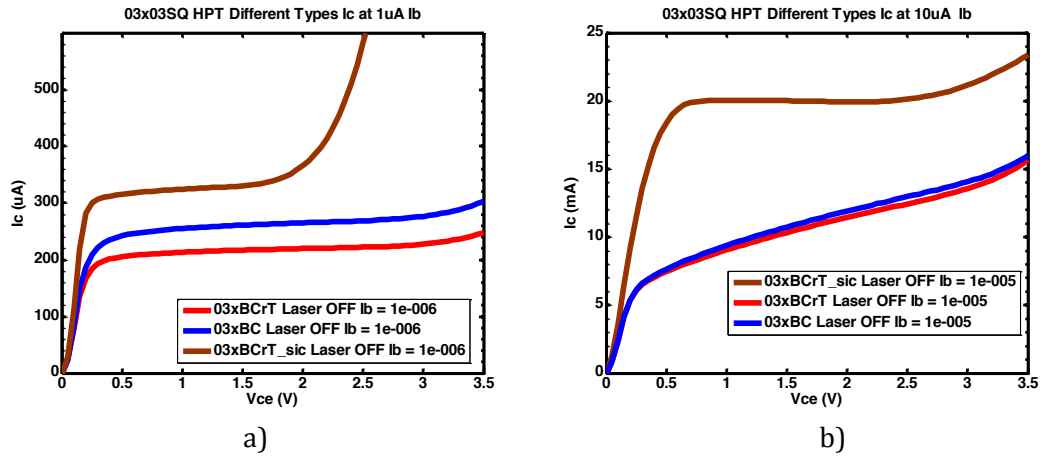 03x03SQ HPT Different Types Ic at 1uA Ib
Ic (uA)
500
400
300
200
100
0
0
0.5
1
1.5
2
2.5
3
3.5
Vce (V)
03xBCrT Laser OFF Ib = 1e-006
03xBC Laser OFF Ib = 1e-006
03xBCrT_sic Laser OFF Ib = 1e-006
a)
03x03SQ HPT Different Types Ic at 10uA Ib
Ic (mA)
25
20
15
10
5
0
0
0.5
1
1.5
2
2.5
3
3.5
Vce (V)
03xBCrT_sic Laser OFF Ib = 1e-005
03xBCrT Laser OFF Ib = 1e-005
03xBC Laser OFF Ib = 1e-005
b)